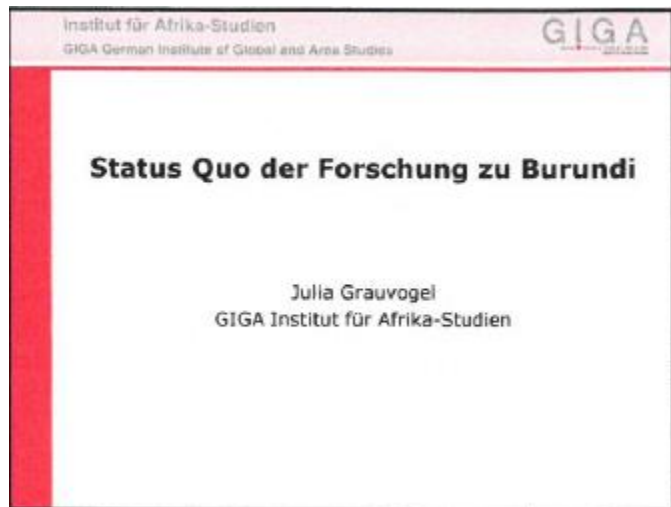 Institut für Afrika-Studien
GIGA German Institute of Global and Area Studies
GIGA
Status Quo der Forschung zu Burundi
Julia Grauvogel
GIGA Institut für Afrika-Studien